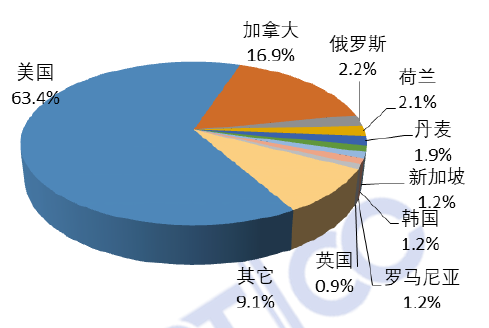 美国
63.4%
加拿大
16.9%
俄罗斯
2.2%
荷兰
2.1%
丹麦
1.9%
新加坡
1.2%
韩国
1.2%
罗马尼亚
1.2%
英国
0.9%
其它
9.1%